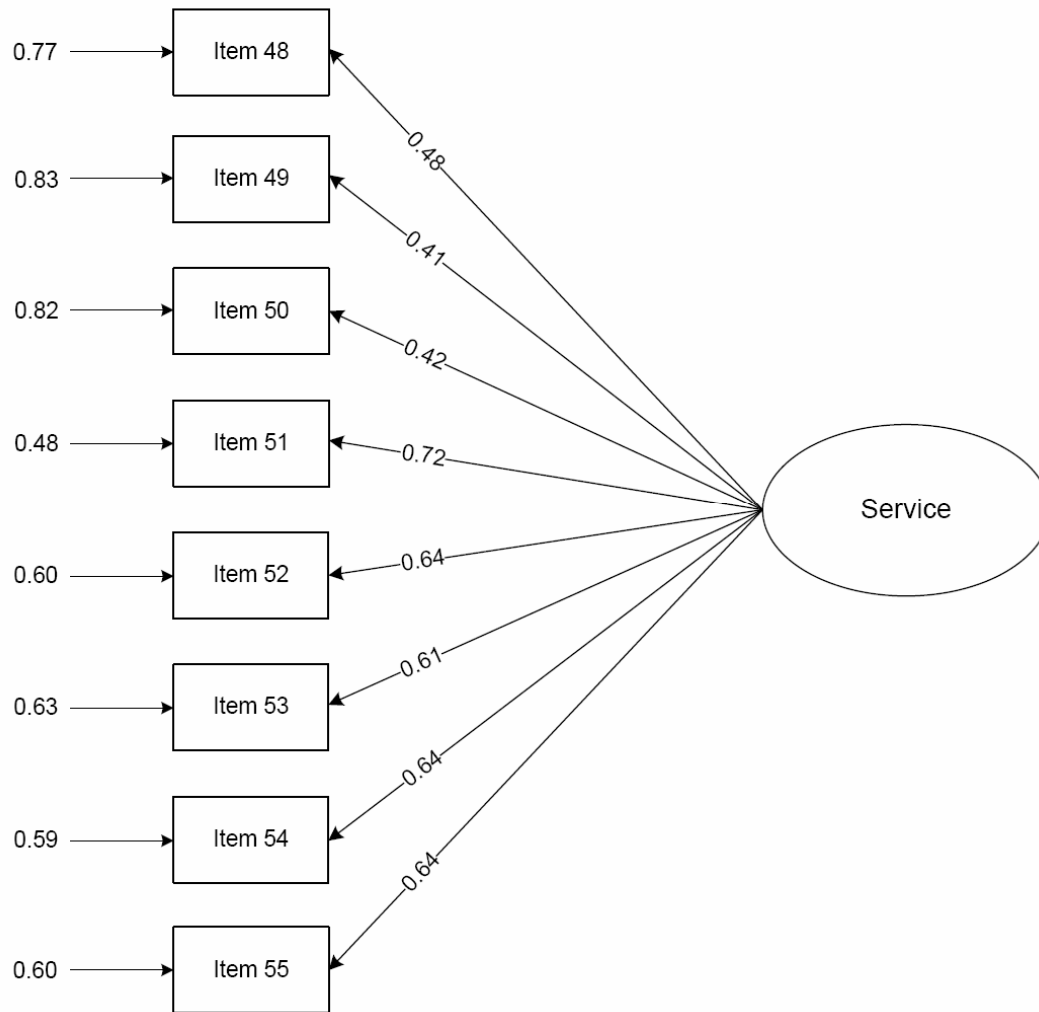 0.77 Item 48
0.48
0.83 Item 49
0.41
0.82 Item 50
0.42
0.48 Item 51
0.72
Service
0.60 Item 52
0.64
0.63 Item 53
0.61
0.59 Item 54
0.64
0.60 Item 55
0.64